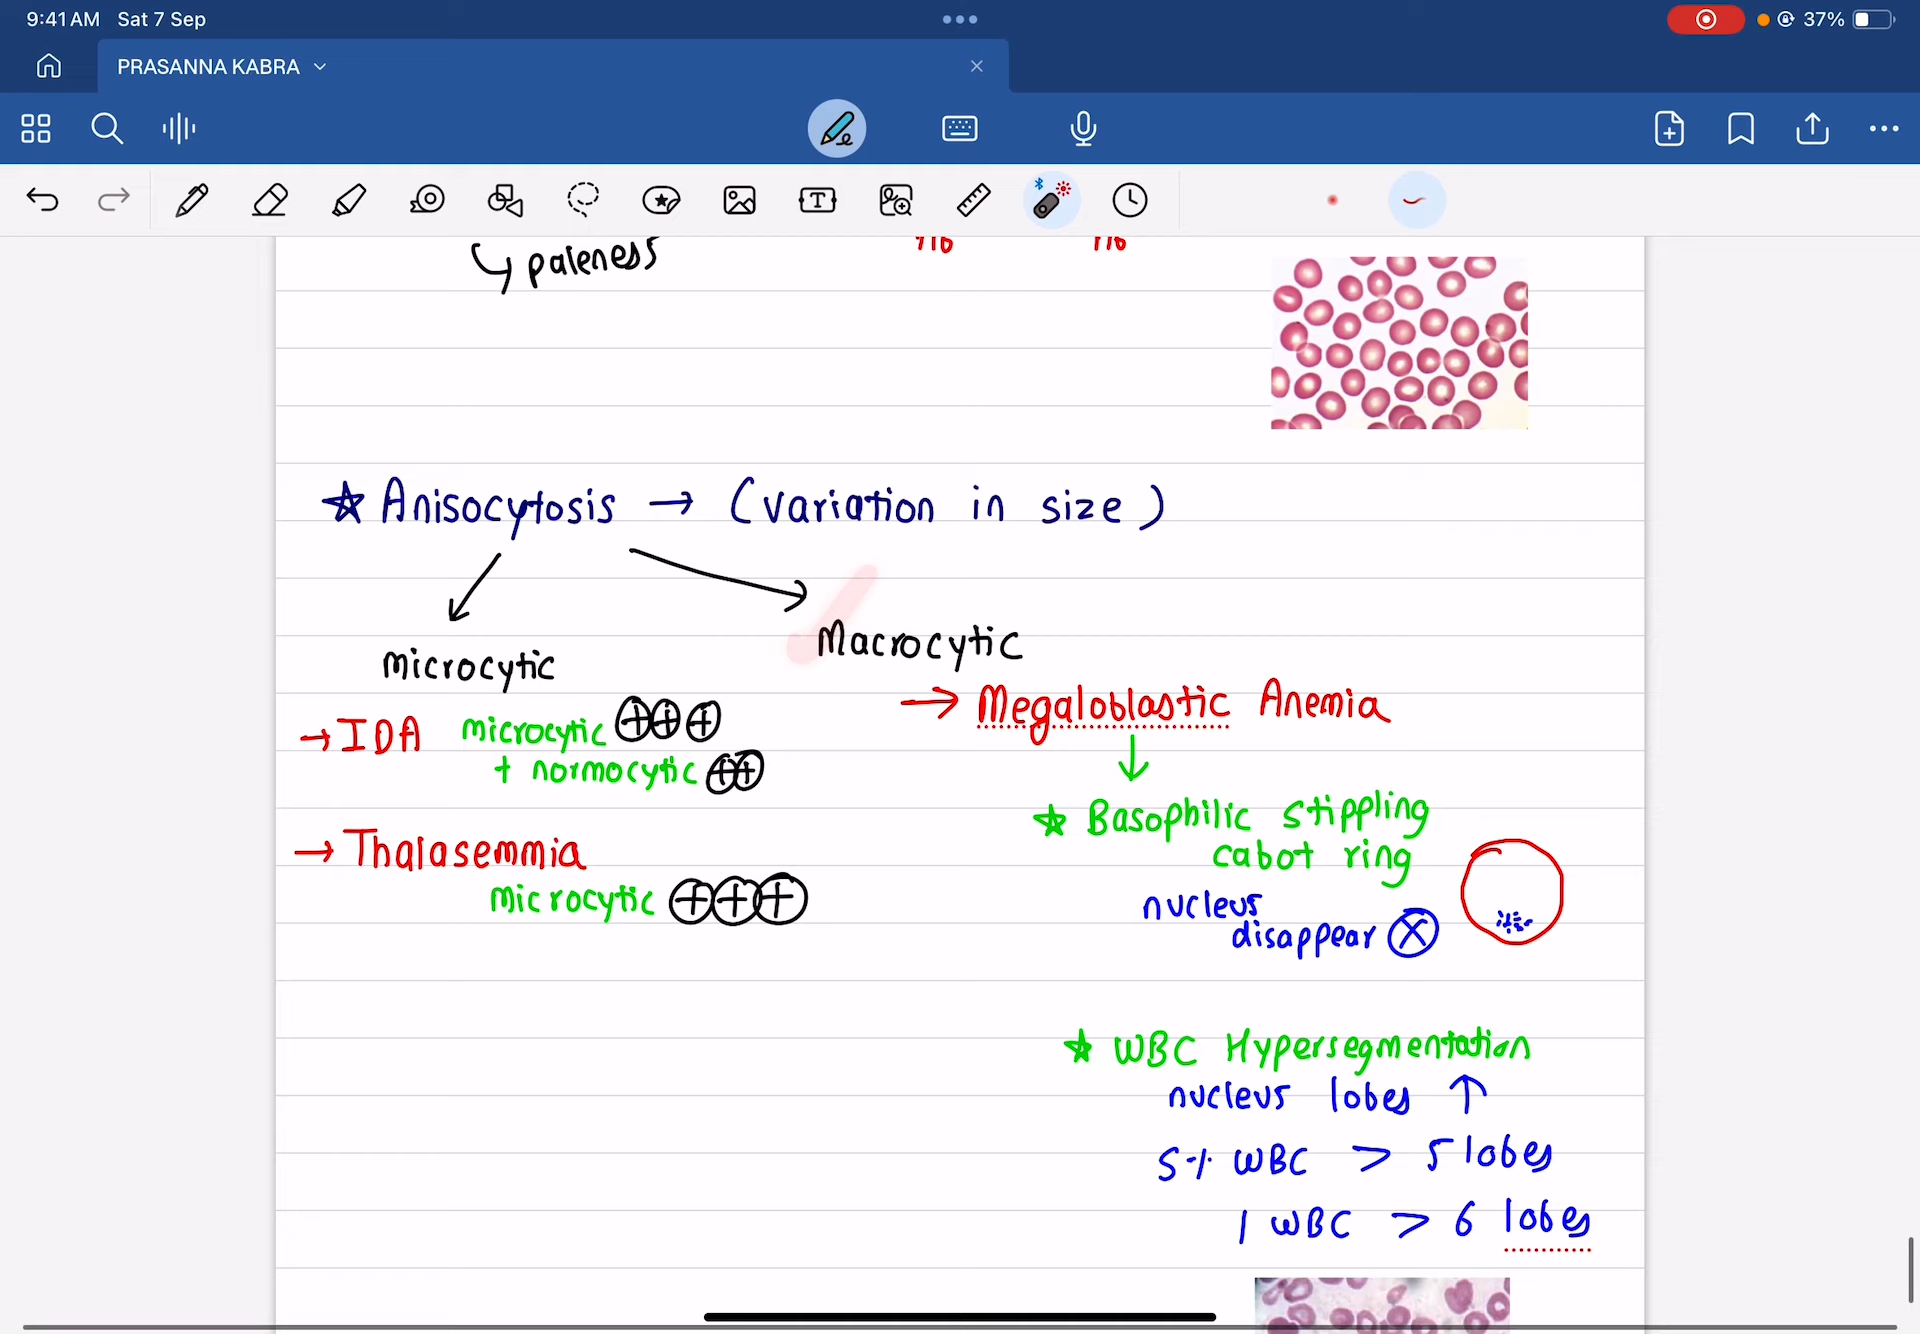 9:41 AM Sat 7 Sep
37%
PRASANNA KABRA
paleness
★ Anisocytosis → (variation in size)
Microcytic
Macrocytic
→ IDA microcytic +++
+ normocytic ++
→ Megaloblastic Anemia
★ Basophilic stippling
cabot ring
→ Thalasemmia
microcytic +++
nucleus
disappear
★ WBC Hypersegmentation
nucleus lobes ↑
5% WBC > 5 lobes
1 WBC > 6 lobes